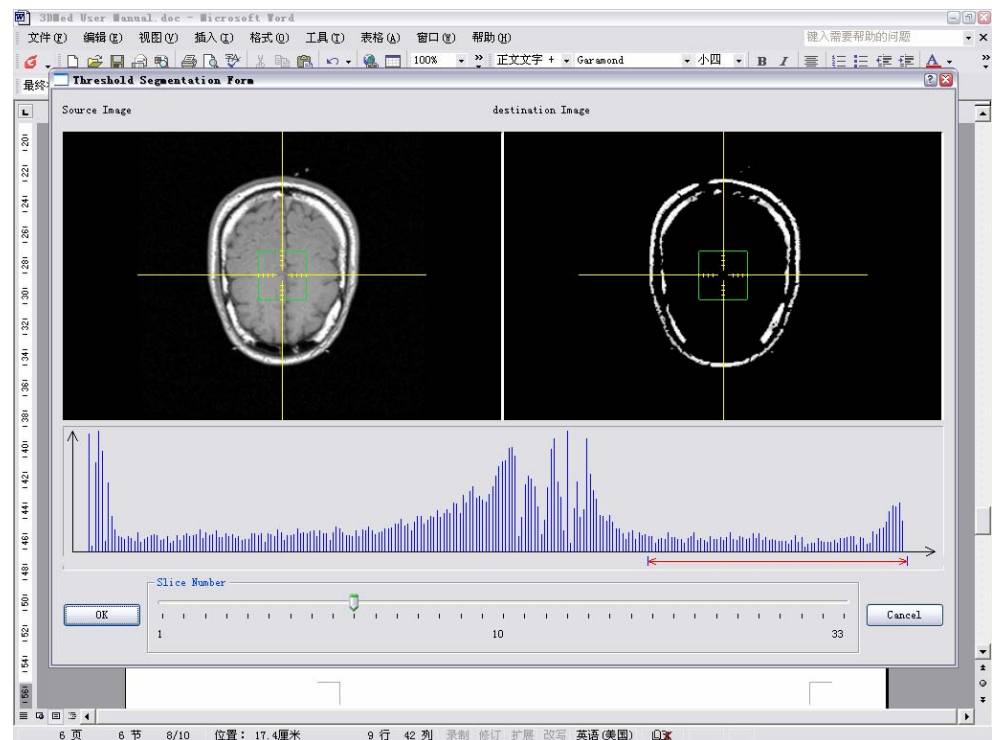 3DMed User Manual.doc - Microsoft Word
文件(F) 编辑(E) 视图(V) 插入(I) 格式(O) 工具(T) 表格(A) 窗口(W) 帮助(H) 键入需要帮助的问题
100% 正文文字 + Garamond 小四 B I A
最终
Threshold Segmentation Form
Source Image destination Image
Slice Number
OK Cancel
1 10 33
6 页 6 节 8/10 位置: 17.4厘米 9 行 42 列 录制 修订 扩展 改写 英语(美国)